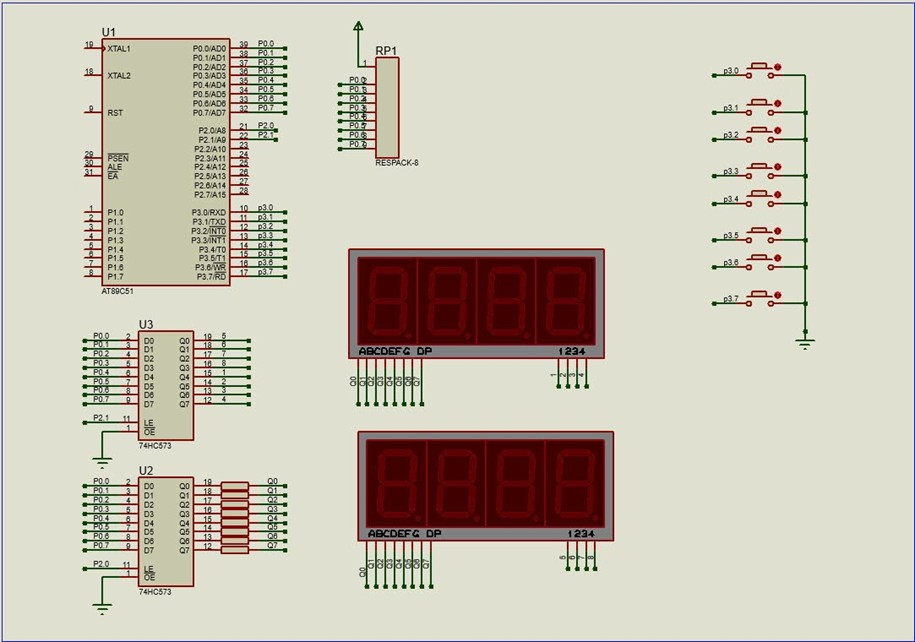 U1
19 XTAL1
18 XTAL2
9 RST
29 PSEN
30 ALE
31 EA
1 P1.0
2 P1.1
3 P1.2
4 P1.3
5 P1.4
6 P1.5
7 P1.6
8 P1.7
P0.0/AD0 39 P0.0
P0.1/AD1 38 P0.1
P0.2/AD2 37 P0.2
P0.3/AD3 36 P0.3
P0.4/AD4 35 P0.4
P0.5/AD5 34 P0.5
P0.6/AD6 33 P0.6
P0.7/AD7 32 P0.7
P2.0/A8 21 P2.0
P2.1/A9 22 P2.1
P2.2/A10 23
P2.3/A11 24
P2.4/A12 25
P2.5/A13 26
P2.6/A14 27
P2.7/A15 28
P3.0/RXD 10 p3.0
P3.1/TXD 11 p3.1
P3.2/INT0 12 p3.2
P3.3/INT1 13 p3.3
P3.4/T0 14 p3.4
P3.5/T1 15 p3.5
P3.6/WR 16 p3.6
P3.7/RD 17 p3.7
AT89C51
RP1
1
P0.0 2
P0.1 3
P0.2 4
P0.3 5
P0.4 6
P0.5 7
P0.6 8
P0.7 9
RESPACK-8
p3.0
p3.1
p3.2
p3.3
p3.4
p3.5
p3.6
p3.7
U3
P0.0 2 D0 Q0 19 5
P0.1 3 D1 Q1 18 6
P0.2 4 D2 Q2 17 7
P0.3 5 D3 Q3 16 8
P0.4 6 D4 Q4 15 1
P0.5 7 D5 Q5 14 2
P0.6 8 D6 Q6 13 3
P0.7 9 D7 Q7 12 4
P2.1 11 LE
1 OE
74HC573
ABCDEFG DP 1234
Q0 Q1 Q2 Q3 Q4 Q5 Q6 Q7 1 2 3 4
U2
P0.0 2 D0 Q0 19 Q0
P0.1 3 D1 Q1 18 Q1
P0.2 4 D2 Q2 17 Q2
P0.3 5 D3 Q3 16 Q3
P0.4 6 D4 Q4 15 Q4
P0.5 7 D5 Q5 14 Q5
P0.6 8 D6 Q6 13 Q6
P0.7 9 D7 Q7 12 Q7
P2.0 11 LE
1 OE
74HC573
ABCDEFG DP 1234
Q0 Q1 Q2 Q3 Q4 Q5 Q6 Q7 5 6 7 8